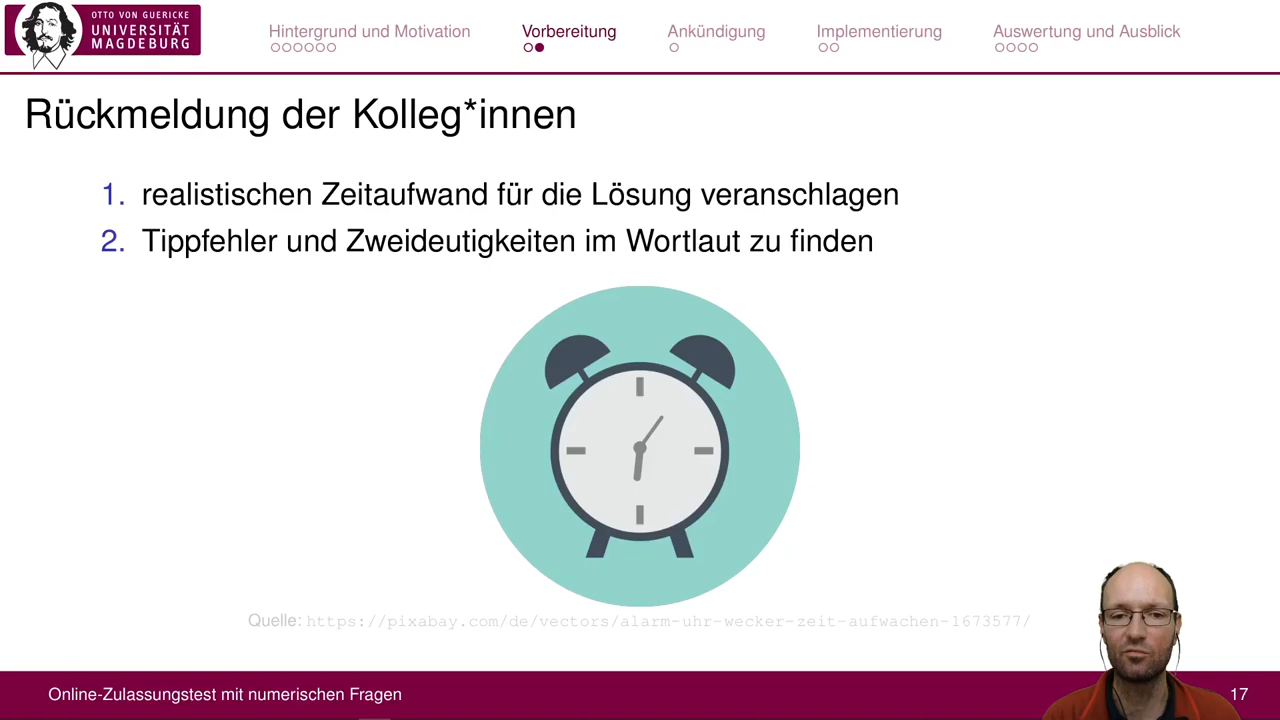 OTTO VON GUERICKE
UNIVERSITÄT
MAGDEBURG
Hintergrund und Motivation
Vorbereitung
Ankündigung
Implementierung
Auswertung und Ausblick
Rückmeldung der Kolleg*innen
1. realistischen Zeitaufwand für die Lösung veranschlagen
2. Tippfehler und Zweideutigkeiten im Wortlaut zu finden
Quelle: https://pixabay.com/de/vectors/alarm-uhr-wecker-zeit-aufwachen-1673577/
Online-Zulassungstest mit numerischen Fragen
17